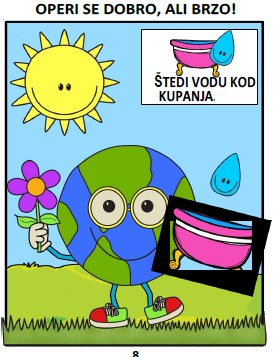 OPERI SE DOBRO, ALI BRZO!
ŠTEDI VODU KOD
KUPANJA.
8